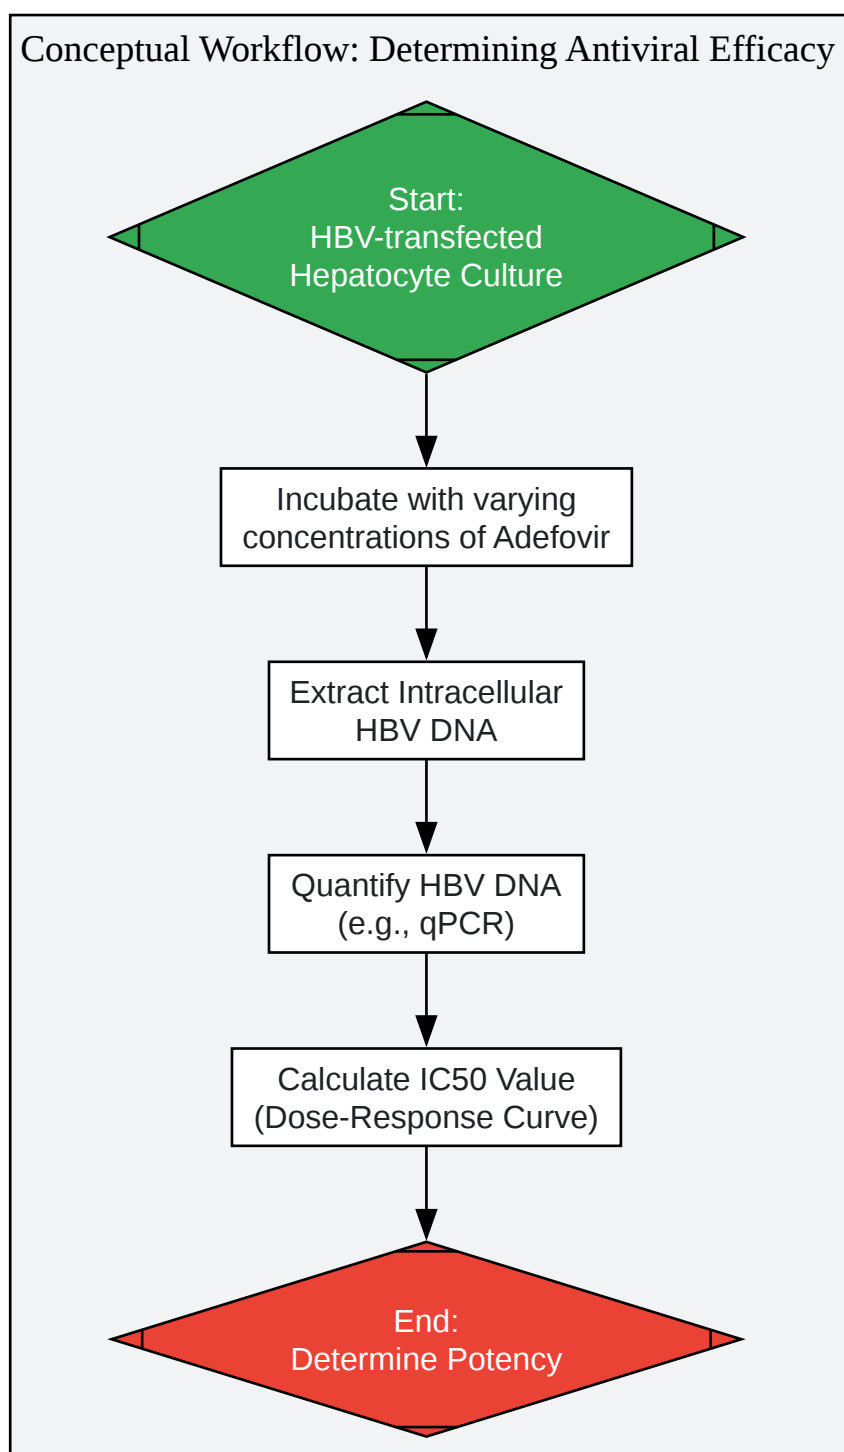 Conceptual Workflow: Determining Antiviral Efficacy
Start:
HBV-transfected
Hepatocyte Culture
Incubate with varying
concentrations of Adefovir
Extract Intracellular
HBV DNA
Quantify HBV DNA
(e.g., qPCR)
Calculate IC50 Value
(Dose-Response Curve)
End:
Determine Potency